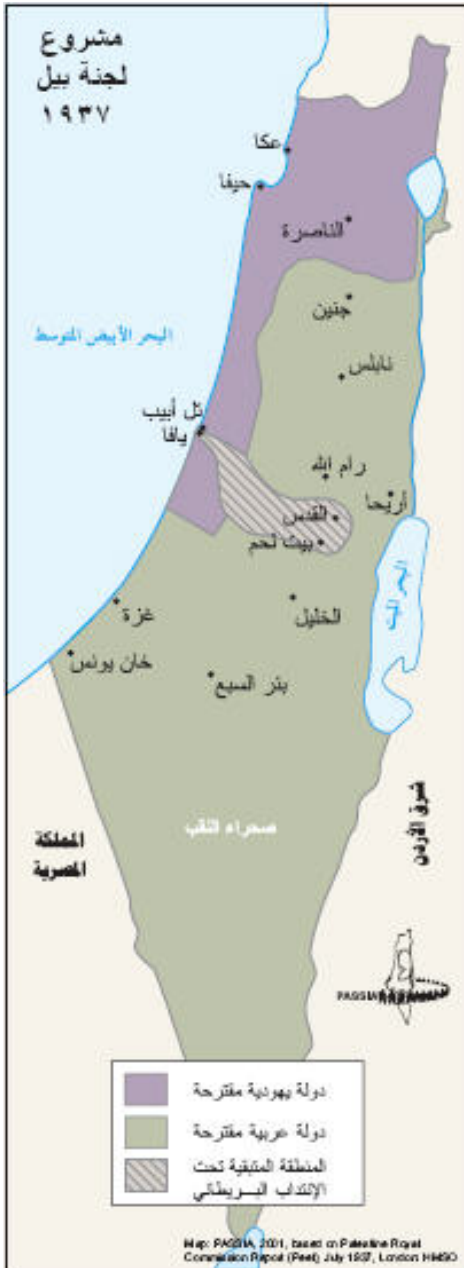 مشروع
لجنة بيل
١٩٣٧
عكا
حيفا
الناصرة
جنين
البحر الأبيض المتوسط
نابلس
تل أبيب
يافا
رام الله
أريحا
القدس
بيت لحم
البحر الميت
غزة
الخليل
خان يونس
بئر السبع
صحراء النقب
المملكة
المصرية
شرق الأردن
PASSIA
دولة يهودية مقترحة
دولة عربية مقترحة
المنطقة المتبقية تحت
الإنتداب البريطاني
Map: PASSIA, 2001, based on Palestine Royal
Commission Report (Peel) July 1937, London: HMSO